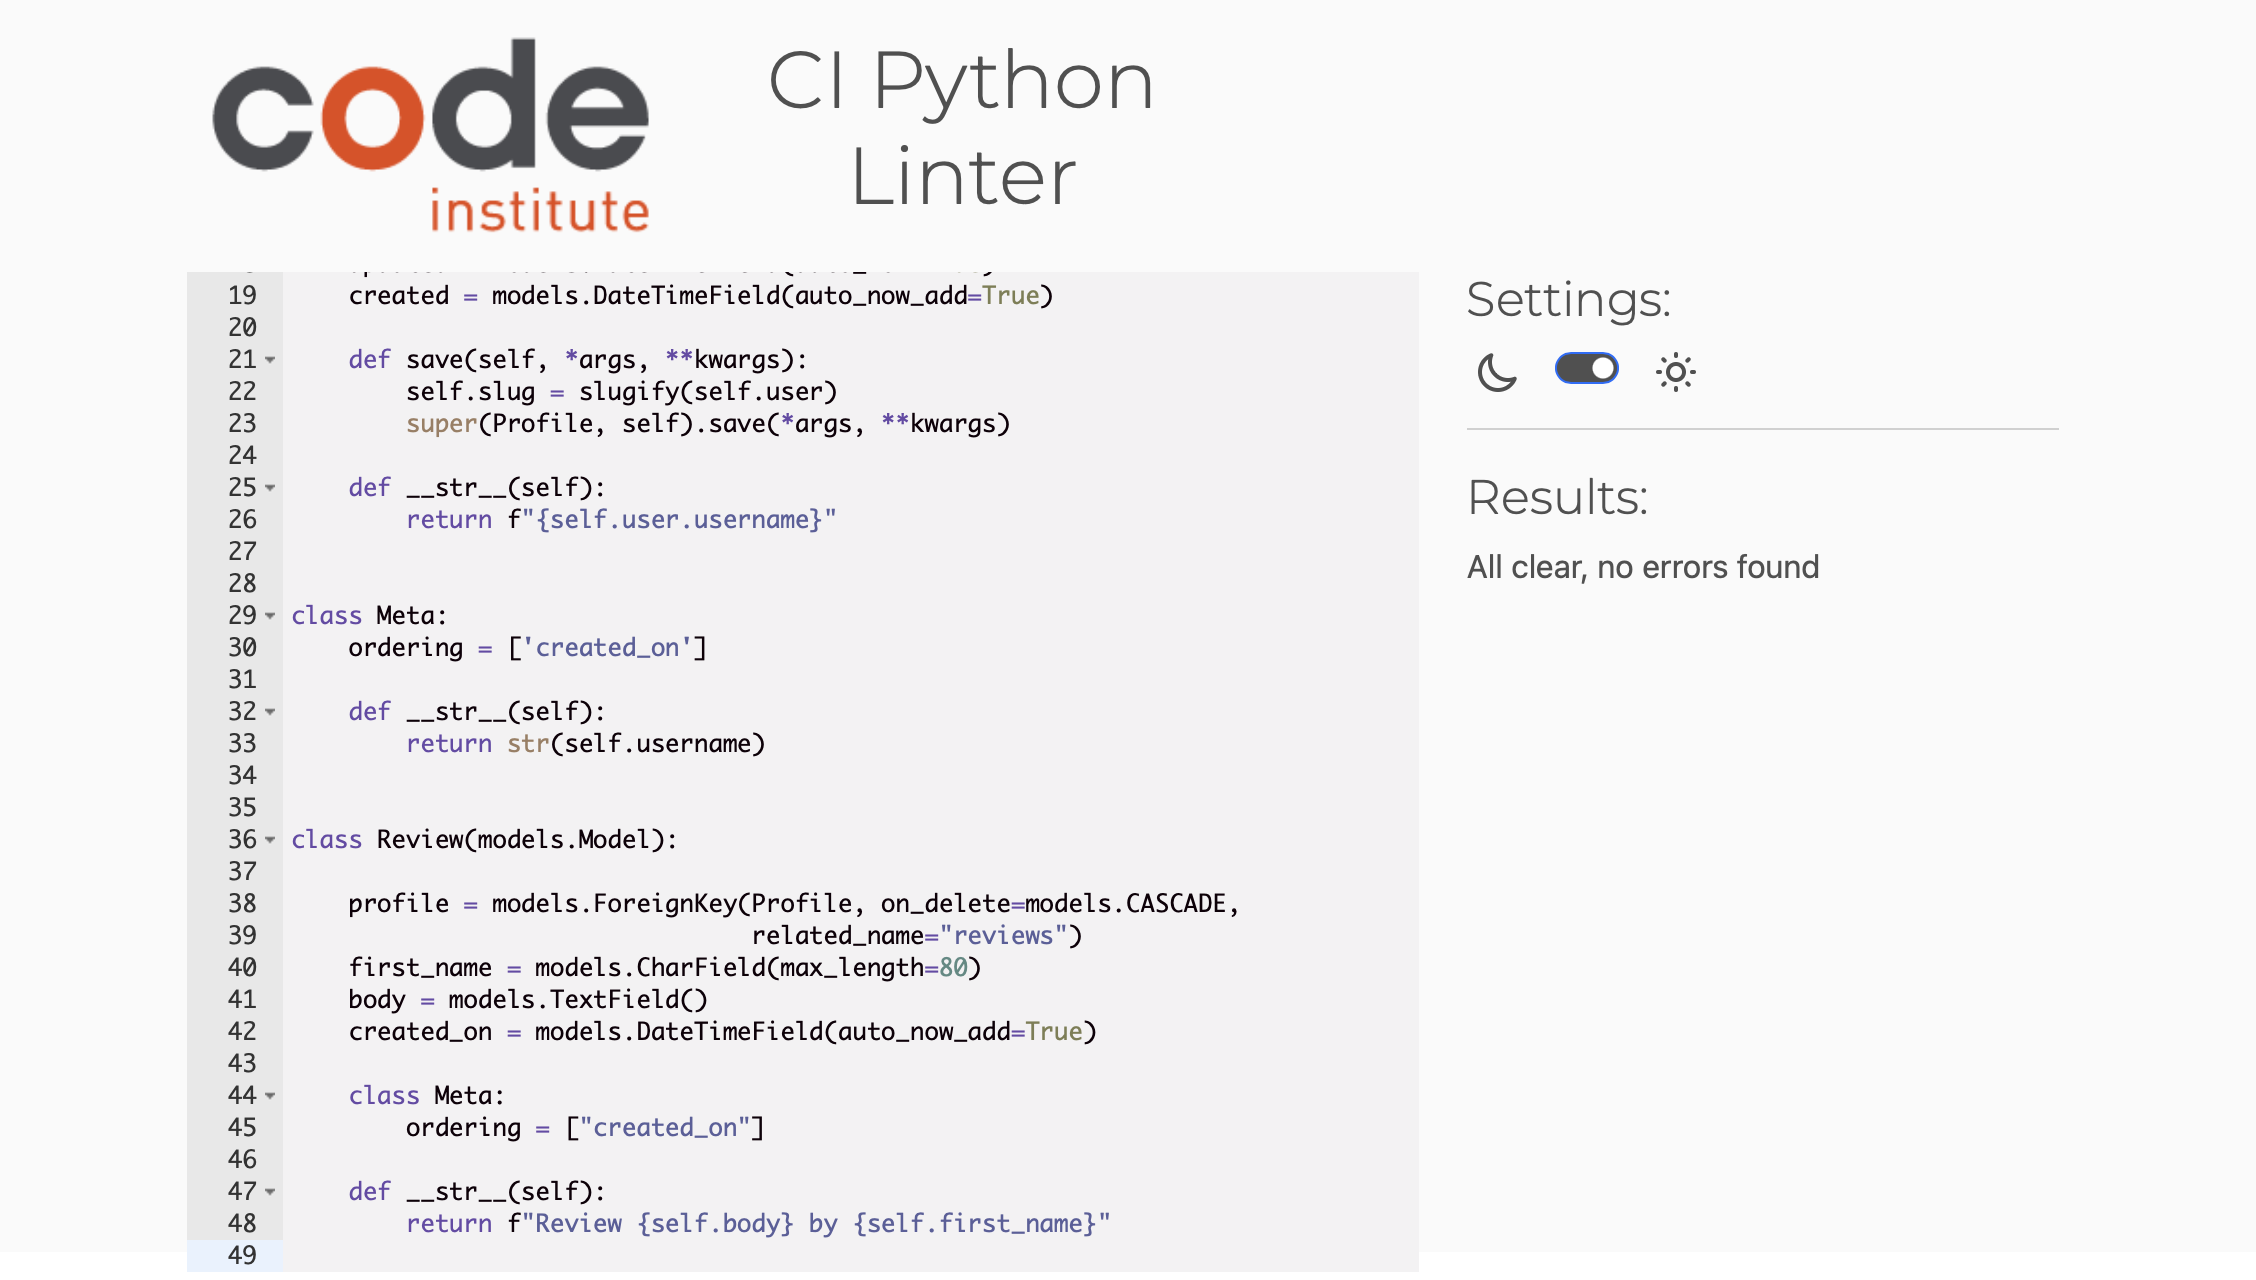 code
institute
CI Python
Linter
19     created = models.DateTimeField(auto_now_add=True)
20
21     def save(self, *args, **kwargs):
22         self.slug = slugify(self.user)
23         super(Profile, self).save(*args, **kwargs)
24
25     def __str__(self):
26         return f"{self.user.username}"
27
28
29 class Meta:
30     ordering = ['created_on']
31
32     def __str__(self):
33         return str(self.username)
34
35
36 class Review(models.Model):
37
38     profile = models.ForeignKey(Profile, on_delete=models.CASCADE,
39                                 related_name="reviews")
40     first_name = models.CharField(max_length=80)
41     body = models.TextField()
42     created_on = models.DateTimeField(auto_now_add=True)
43
44     class Meta:
45         ordering = ["created_on"]
46
47     def __str__(self):
48         return f"Review {self.body} by {self.first_name}"
49
Settings:
Results:
All clear, no errors found